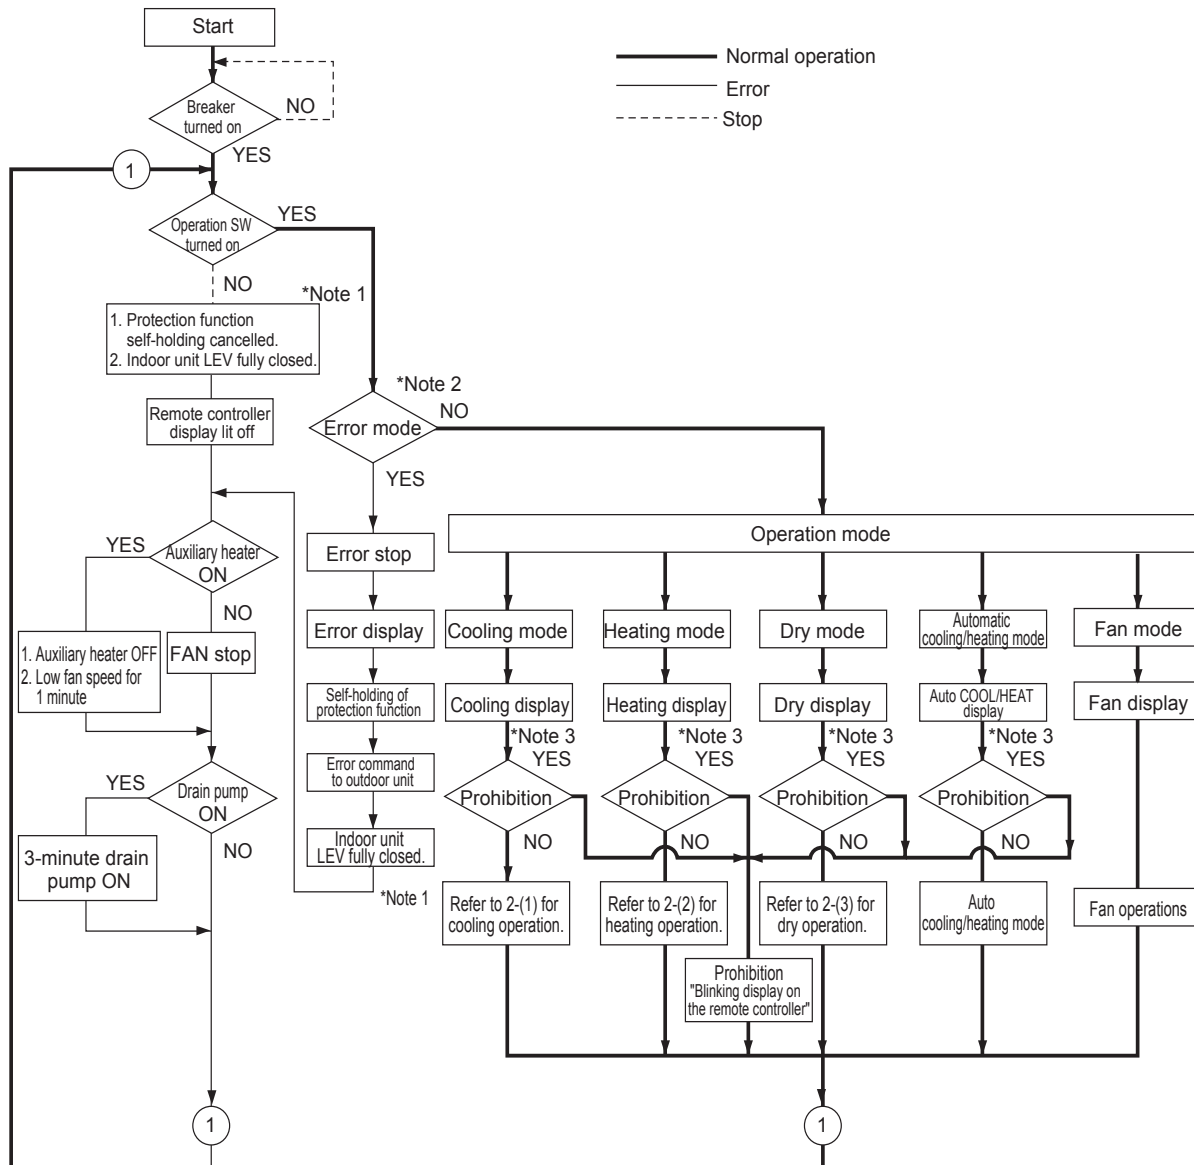 Start
Normal operation
Error
Stop
Breaker
turned on
NO
YES
1
Operation SW
turned on
YES
NO
*Note 1
1. Protection function
self-holding cancelled.
2. Indoor unit LEV fully closed.
Remote controller
display lit off
*Note 2
Error mode
NO
YES
Operation mode
YES
Auxiliary heater
ON
NO
1. Auxiliary heater OFF
2. Low fan speed for
1 minute
FAN stop
YES
Drain pump
ON
NO
3-minute drain
pump ON
Error stop
Error display
Self-holding of
protection function
Error command
to outdoor unit
Indoor unit
LEV fully closed.
*Note 1
Cooling mode
Heating mode
Dry mode
Automatic
cooling/heating mode
Fan mode
Cooling display
Heating display
Dry display
Auto COOL/HEAT
display
Fan display
*Note 3
YES
*Note 3
YES
*Note 3
YES
*Note 3
YES
Prohibition
Prohibition
Prohibition
Prohibition
NO
NO
NO
NO
Refer to 2-(1) for
cooling operation.
Refer to 2-(2) for
heating operation.
Refer to 2-(3) for
dry operation.
Auto
cooling/heating mode
Fan operations
Prohibition
"Blinking display on
the remote controller"
1
1